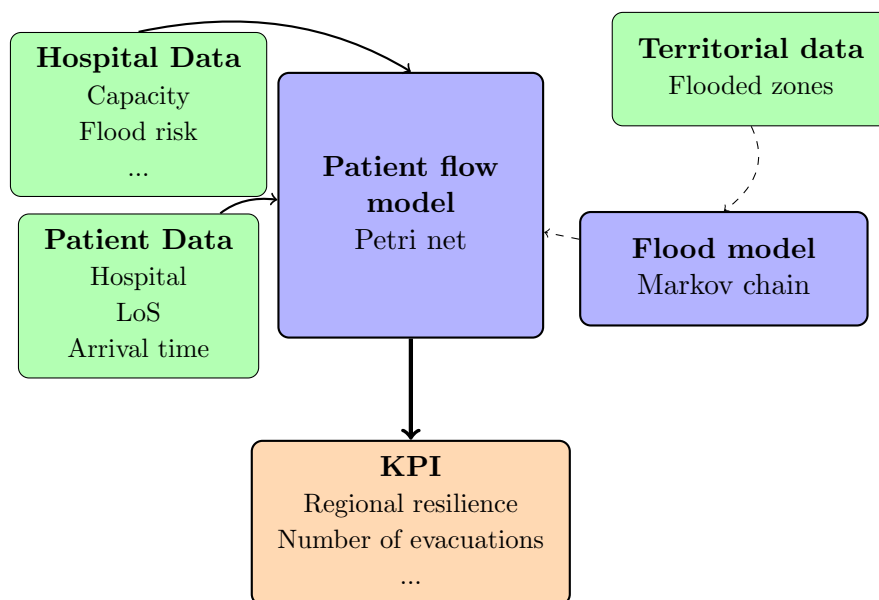 Hospital Data
Capacity
Flood risk
...
Patient Data
Hospital
LoS
Arrival time
Patient flow
model
Petri net
Territorial data
Flooded zones
Flood model
Markov chain
KPI
Regional resilience
Number of evacuations
...